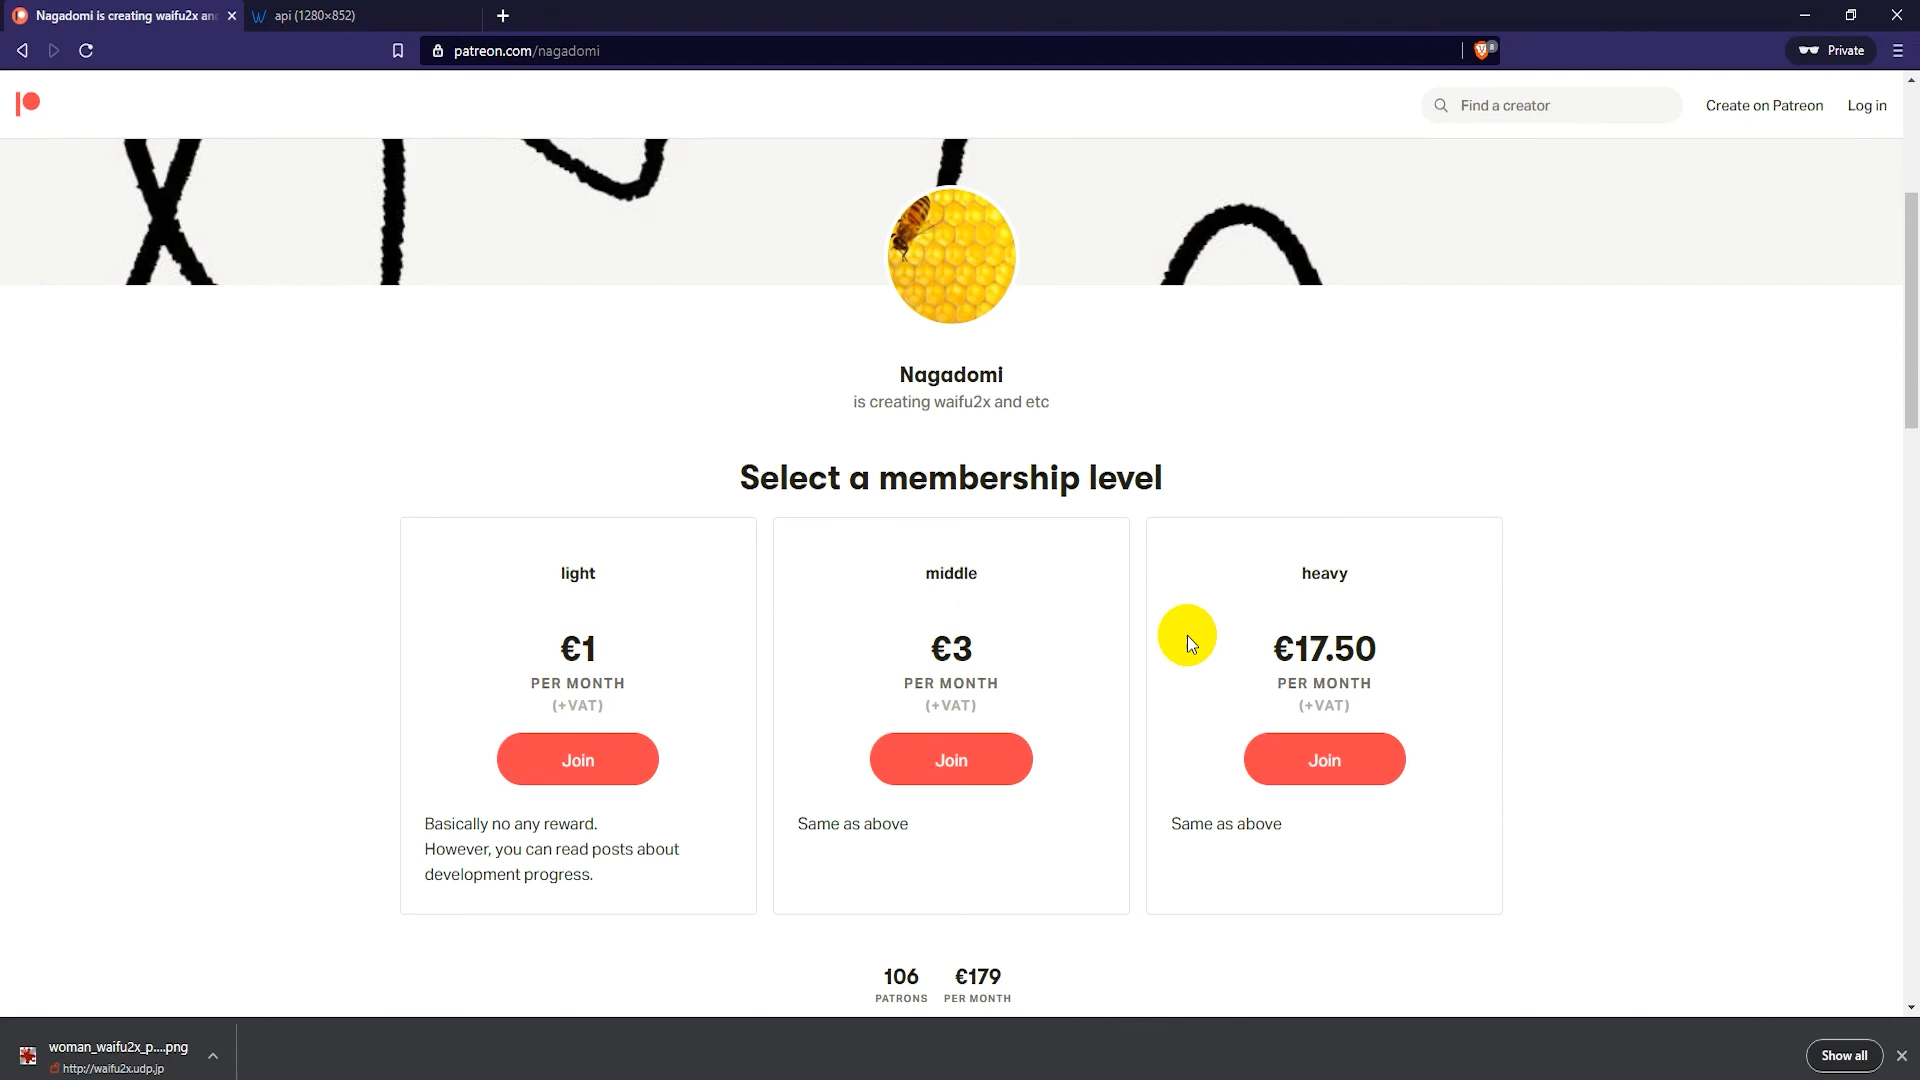 Nagadomi is creating waifu2x an
api (1280×852)
patreon.com/nagadomi
8
Private
Find a creator
Create on Patreon
Log in
Nagadomi
is creating waifu2x and etc
Select a membership level
light
€1
PER MONTH
(+VAT)
Join
Basically no any reward.
However, you can read posts about
development progress.
middle
€3
PER MONTH
(+VAT)
Join
Same as above
heavy
€17.50
PER MONTH
(+VAT)
Join
Same as above
106 €179
PATRONS PER MONTH
woman_waifu2x_p....png
http://waifu2x.udp.jp
Show all